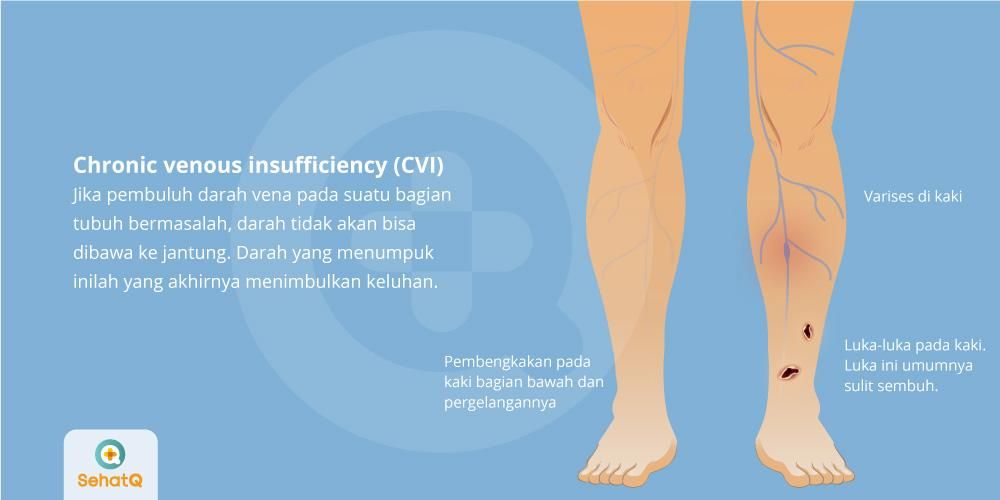 Chronic venous insufficiency (CVI)
Jika pembuluh darah vena pada suatu bagian
tubuh bermasalah, darah tidak akan bisa
dibawa ke jantung. Darah yang menumpuk
inilah yang akhirnya menimbulkan keluhan.
Varises di kaki
Pembengkakan pada
kaki bagian bawah dan
pergelangannya
Luka-luka pada kaki.
Luka ini umumnya
sulit sembuh.
SehatQ